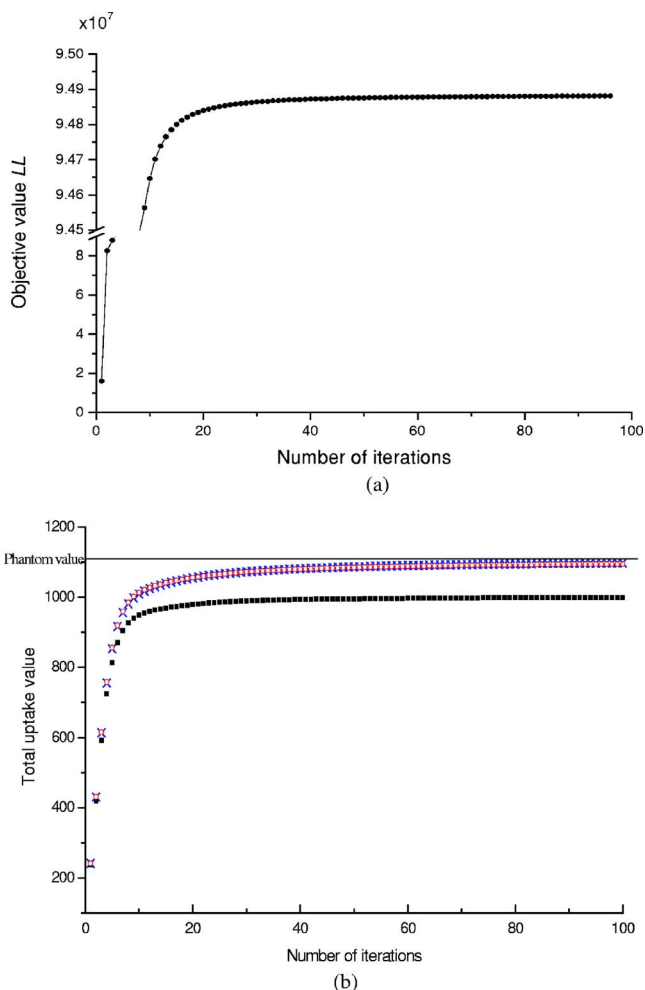 x10⁷
9.50
9.49
9.48
9.47
9.46
9.45
8
6
4
2
0
Objective value LL
0 20 40 60 80 100
Number of iterations
(a)
1200
Phantom value
1000
800
600
400
200
Total uptake value
0 20 40 60 80 100
Number of iterations
(b)